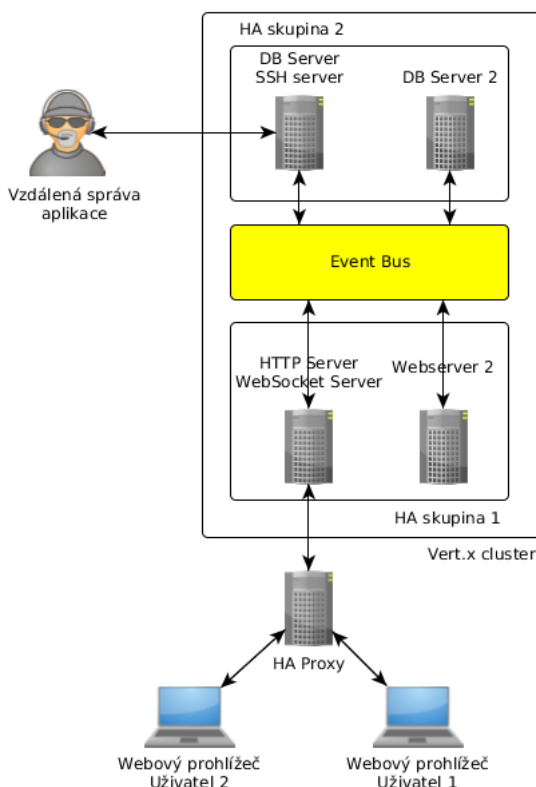 HA skupina 2
DB Server
SSH server
DB Server 2
Vzdálená správa
aplikace
Event Bus
HTTP Server
WebSocket Server
Webserver 2
HA skupina 1
Vert.x cluster
HA Proxy
Webový prohlížeč
Uživatel 2
Webový prohlížeč
Uživatel 1